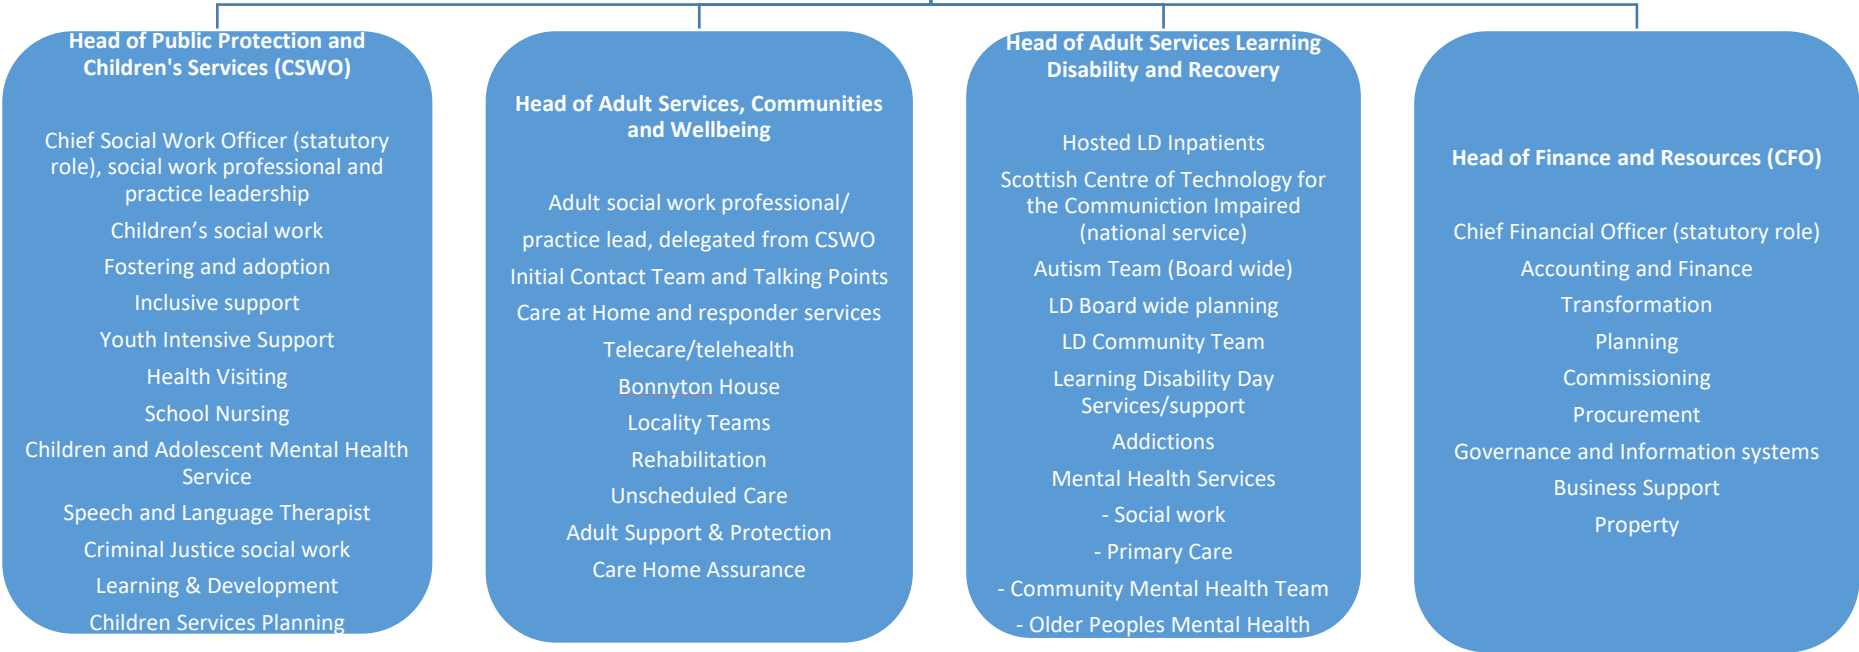 Head of Public Protection and
Children's Services (CSWO)
Chief Social Work Officer (statutory
role), social work professional and
practice leadership
Children’s social work
Fostering and adoption
Inclusive support
Youth Intensive Support
Health Visiting
School Nursing
Children and Adolescent Mental Health
Service
Speech and Language Therapist
Criminal Justice social work
Learning & Development
Children Services Planning
Head of Adult Services, Communities
and Wellbeing
Adult social work professional/
practice lead, delegated from CSWO
Initial Contact Team and Talking Points
Care at Home and responder services
Telecare/telehealth
Bonnyton House
Locality Teams
Rehabilitation
Unscheduled Care
Adult Support & Protection
Care Home Assurance
Head of Adult Services Learning
Disability and Recovery
Hosted LD Inpatients
Scottish Centre of Technology for
the Communiction Impaired
(national service)
Autism Team (Board wide)
LD Board wide planning
LD Community Team
Learning Disability Day
Services/support
Addictions
Mental Health Services
- Social work
- Primary Care
- Community Mental Health Team
- Older Peoples Mental Health
Head of Finance and Resources (CFO)
Chief Financial Officer (statutory role)
Accounting and Finance
Transformation
Planning
Commissioning
Procurement
Governance and Information systems
Business Support
Property